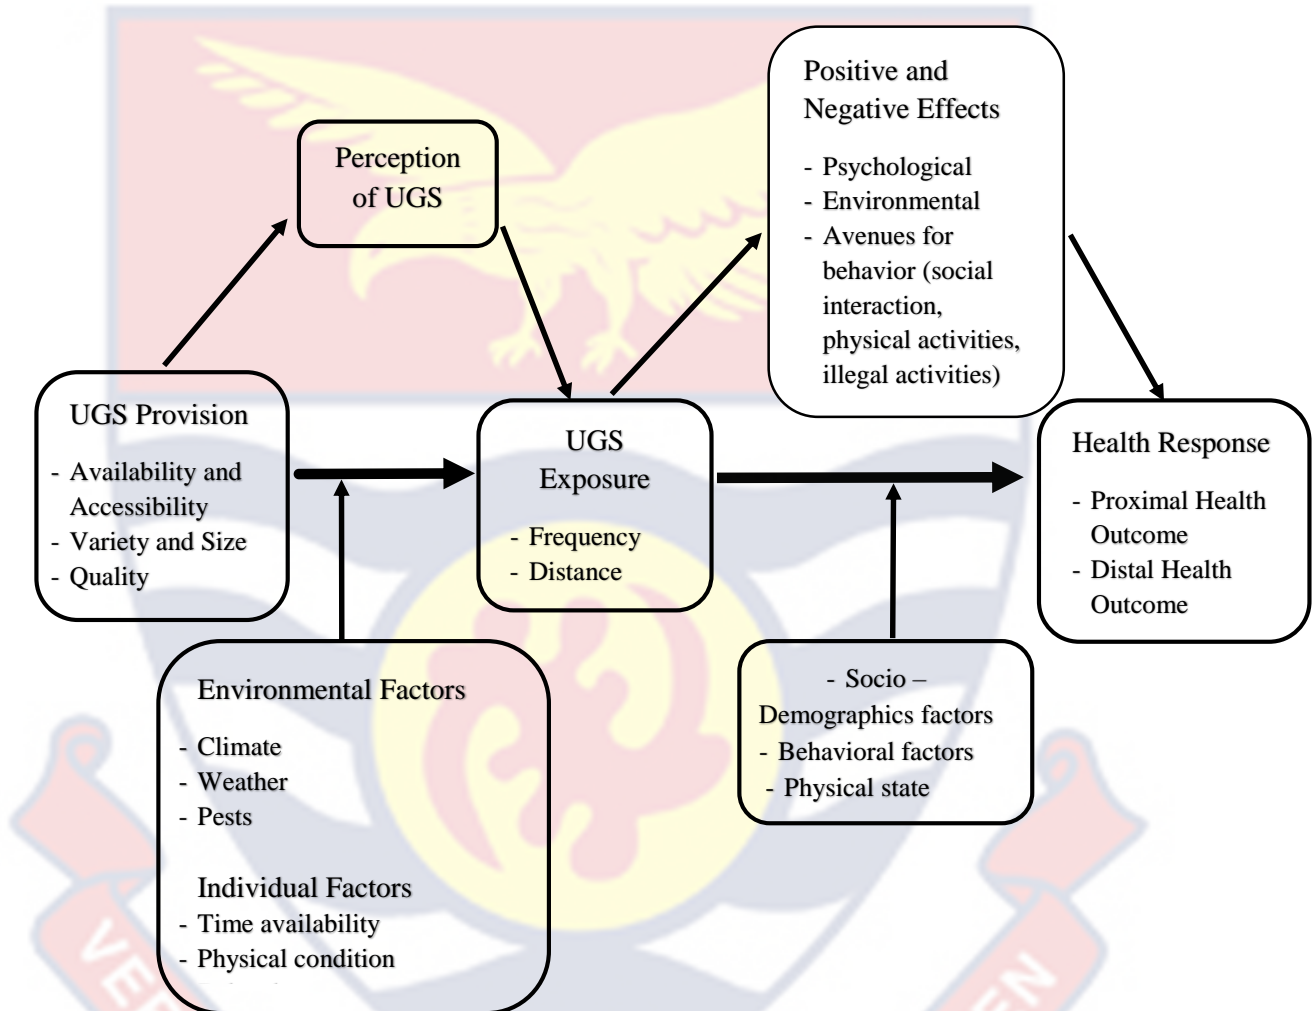 Perception
of UGS
Positive and
Negative Effects
- Psychological
- Environmental
- Avenues for
behavior (social
interaction,
physical activities,
illegal activities)
UGS Provision
- Availability and
Accessibility
- Variety and Size
- Quality
UGS
Exposure
- Frequency
- Distance
Health Response
- Proximal Health
Outcome
- Distal Health
Outcome
Environmental Factors
- Climate
- Weather
- Pests
Individual Factors
- Time availability
- Physical condition
- Socio –
Demographics factors
- Behavioral factors
- Physical state